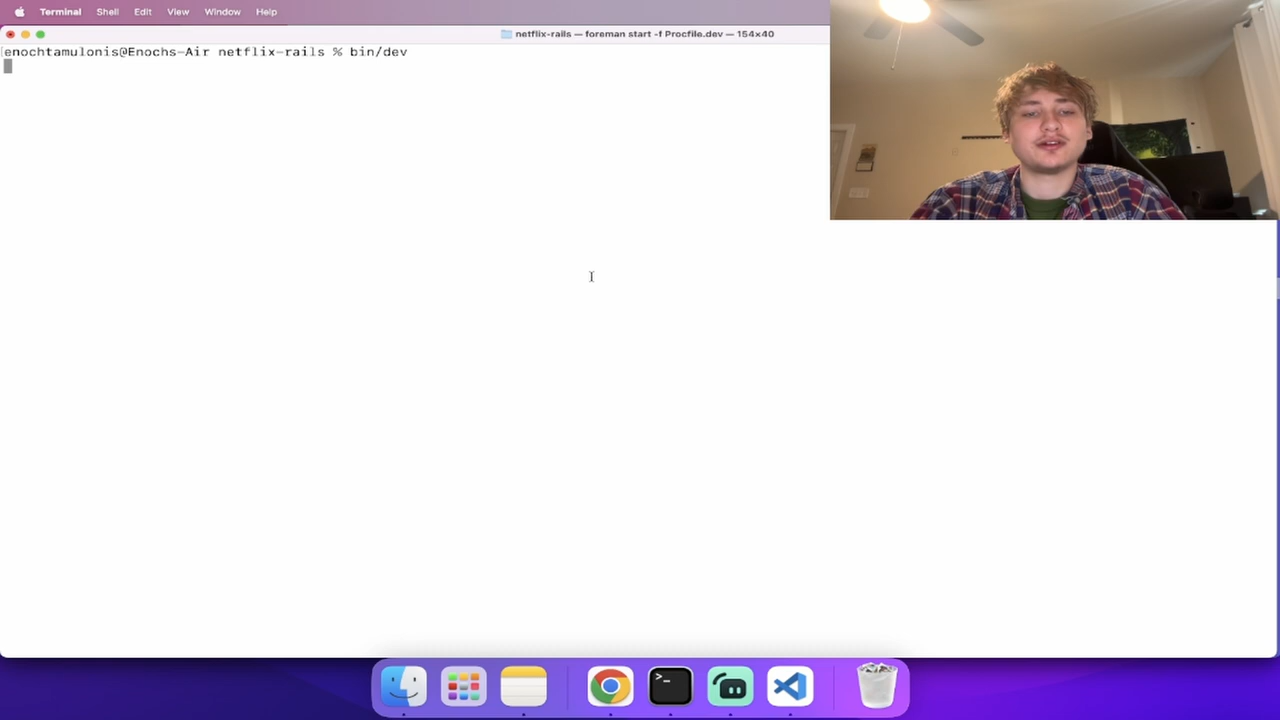 Terminal Shell Edit View Window Help
netflix-rails — foreman start -f Procfile.dev — 154×40
[enochtamulonis@Enochs-Air netflix-rails % bin/dev
>_